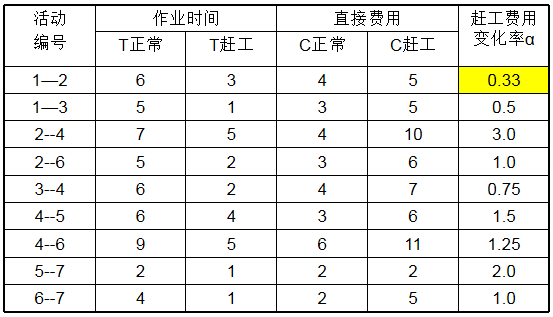 活动编号 作业时间 直接费用 赶工费用变化率α
T正常 T赶工 C正常 C赶工
1—2 6 3 4 5 0.33
1--3 5 1 3 5 0.5
2--4 7 5 4 10 3.0
2--6 5 2 3 6 1.0
3--4 6 2 4 7 0.75
4--5 6 4 3 6 1.5
4--6 9 5 6 11 1.25
5--7 2 1 2 2 2.0
6--7 4 1 2 5 1.0